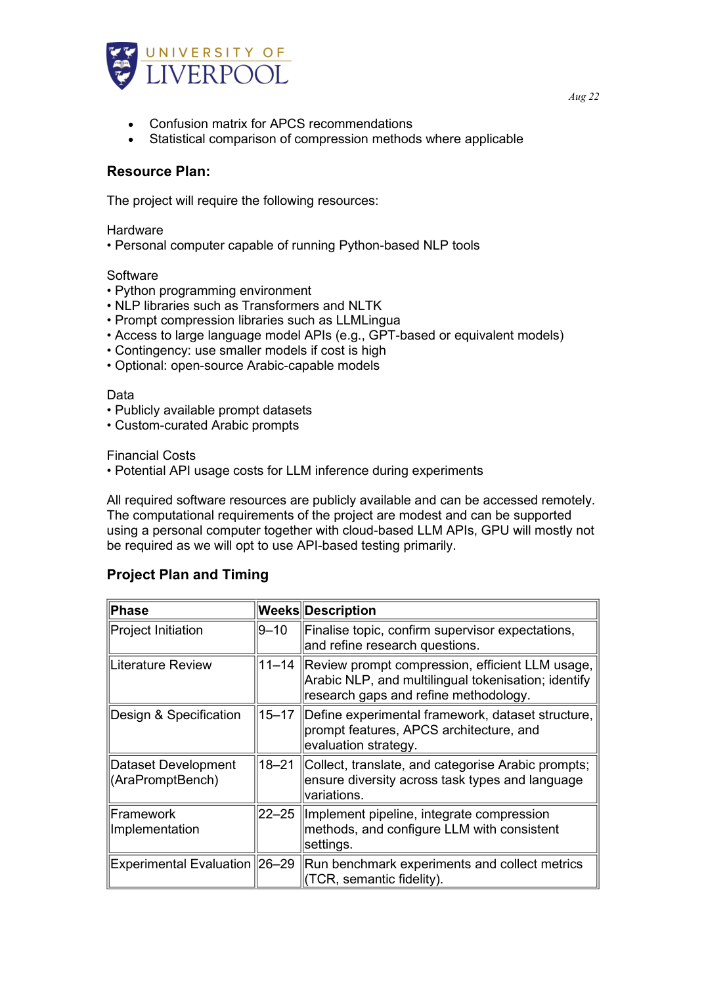 UNIVERSITY OF
LIVERPOOL
Aug 22
• Confusion matrix for APCS recommendations
• Statistical comparison of compression methods where applicable
Resource Plan:
The project will require the following resources:
Hardware
• Personal computer capable of running Python-based NLP tools
Software
• Python programming environment
• NLP libraries such as Transformers and NLTK
• Prompt compression libraries such as LLMLingua
• Access to large language model APIs (e.g., GPT-based or equivalent models)
• Contingency: use smaller models if cost is high
• Optional: open-source Arabic-capable models
Data
• Publicly available prompt datasets
• Custom-curated Arabic prompts
Financial Costs
• Potential API usage costs for LLM inference during experiments
All required software resources are publicly available and can be accessed remotely.
The computational requirements of the project are modest and can be supported
using a personal computer together with cloud-based LLM APIs, GPU will mostly not
be required as we will opt to use API-based testing primarily.
Project Plan and Timing
Phase Weeks Description
Project Initiation 9–10 Finalise topic, confirm supervisor expectations,
and refine research questions.
Literature Review 11–14 Review prompt compression, efficient LLM usage,
Arabic NLP, and multilingual tokenisation; identify
research gaps and refine methodology.
Design & Specification 15–17 Define experimental framework, dataset structure,
prompt features, APCS architecture, and
evaluation strategy.
Dataset Development 18–21 Collect, translate, and categorise Arabic prompts;
(AraPromptBench) ensure diversity across task types and language
variations.
Framework 22–25 Implement pipeline, integrate compression
Implementation methods, and configure LLM with consistent
settings.
Experimental Evaluation 26–29 Run benchmark experiments and collect metrics
(TCR, semantic fidelity).